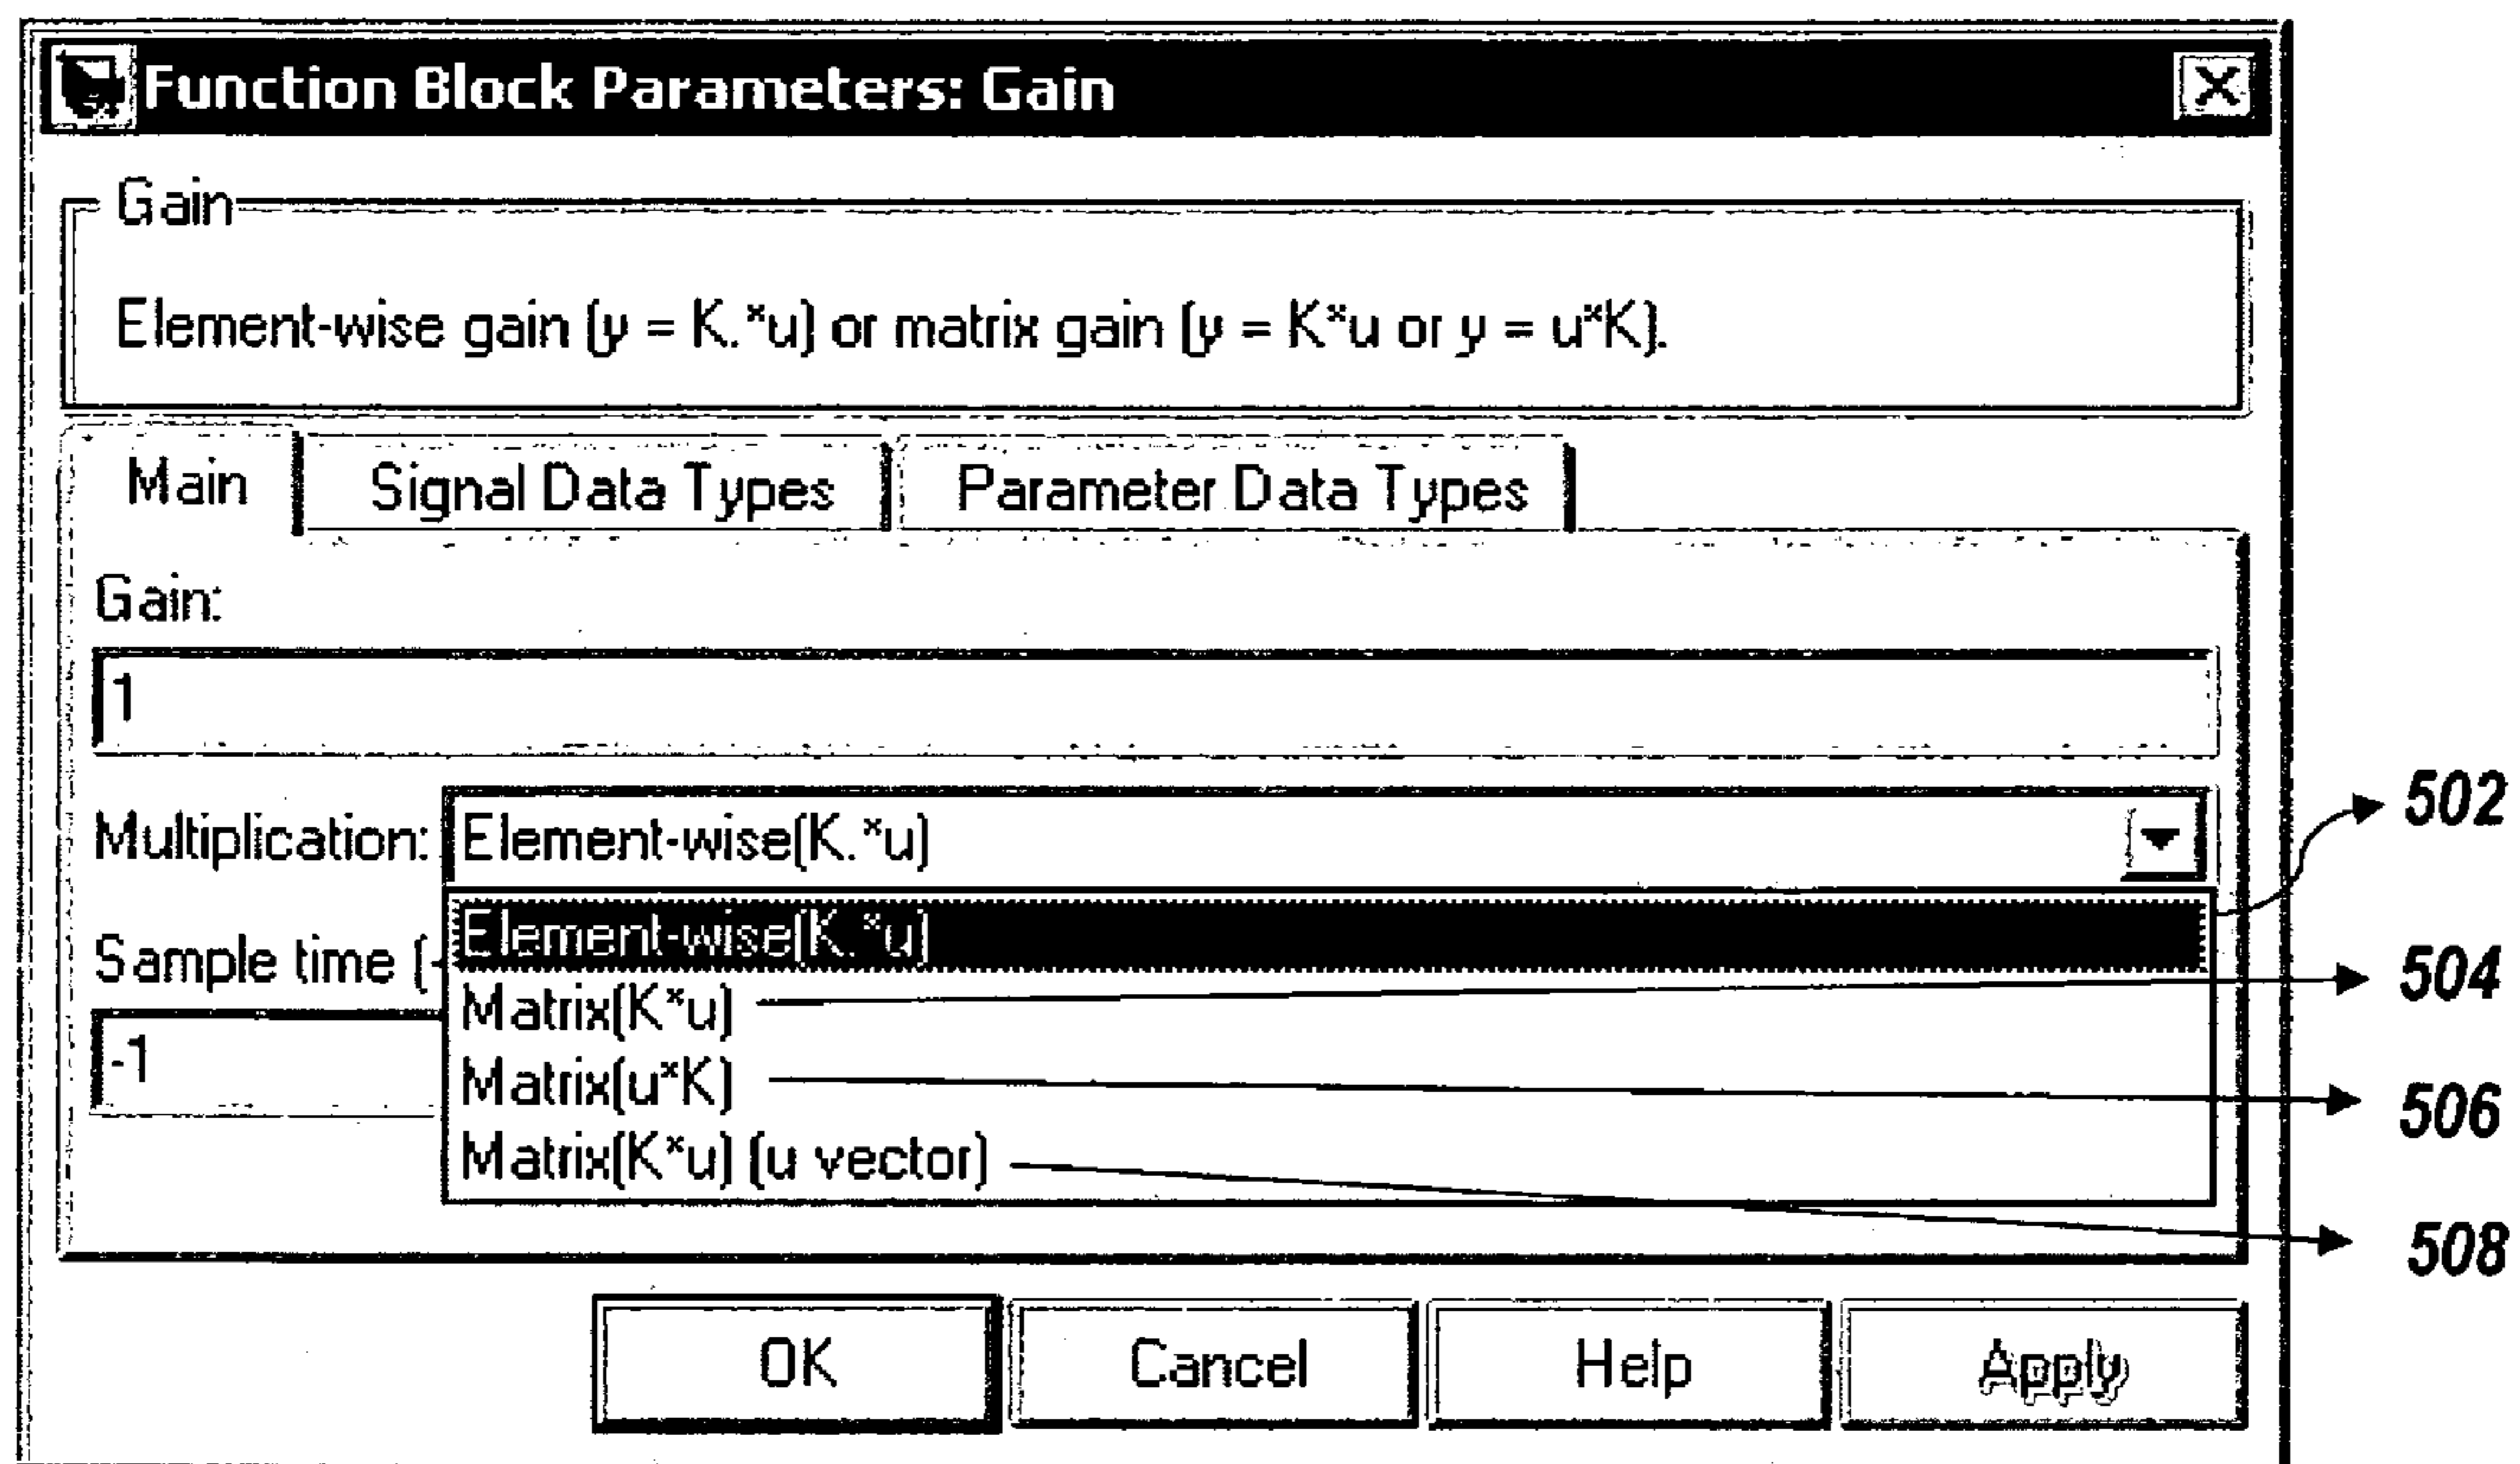 Function Block Parameters: Gain
Gain
Element-wise gain (y = K.*u) or matrix gain (y = K*u or y = u*K).
Main Signal Data Types Parameter Data Types
Gain:
1
Multiplication: Element-wise(K.*u)
502
Element-wise(K.*u)
Sample time (-
504
Matrix(K*u)
-1
Matrix(u*K)
506
Matrix(K*u) (u vector)
508
OK Cancel Help Apply